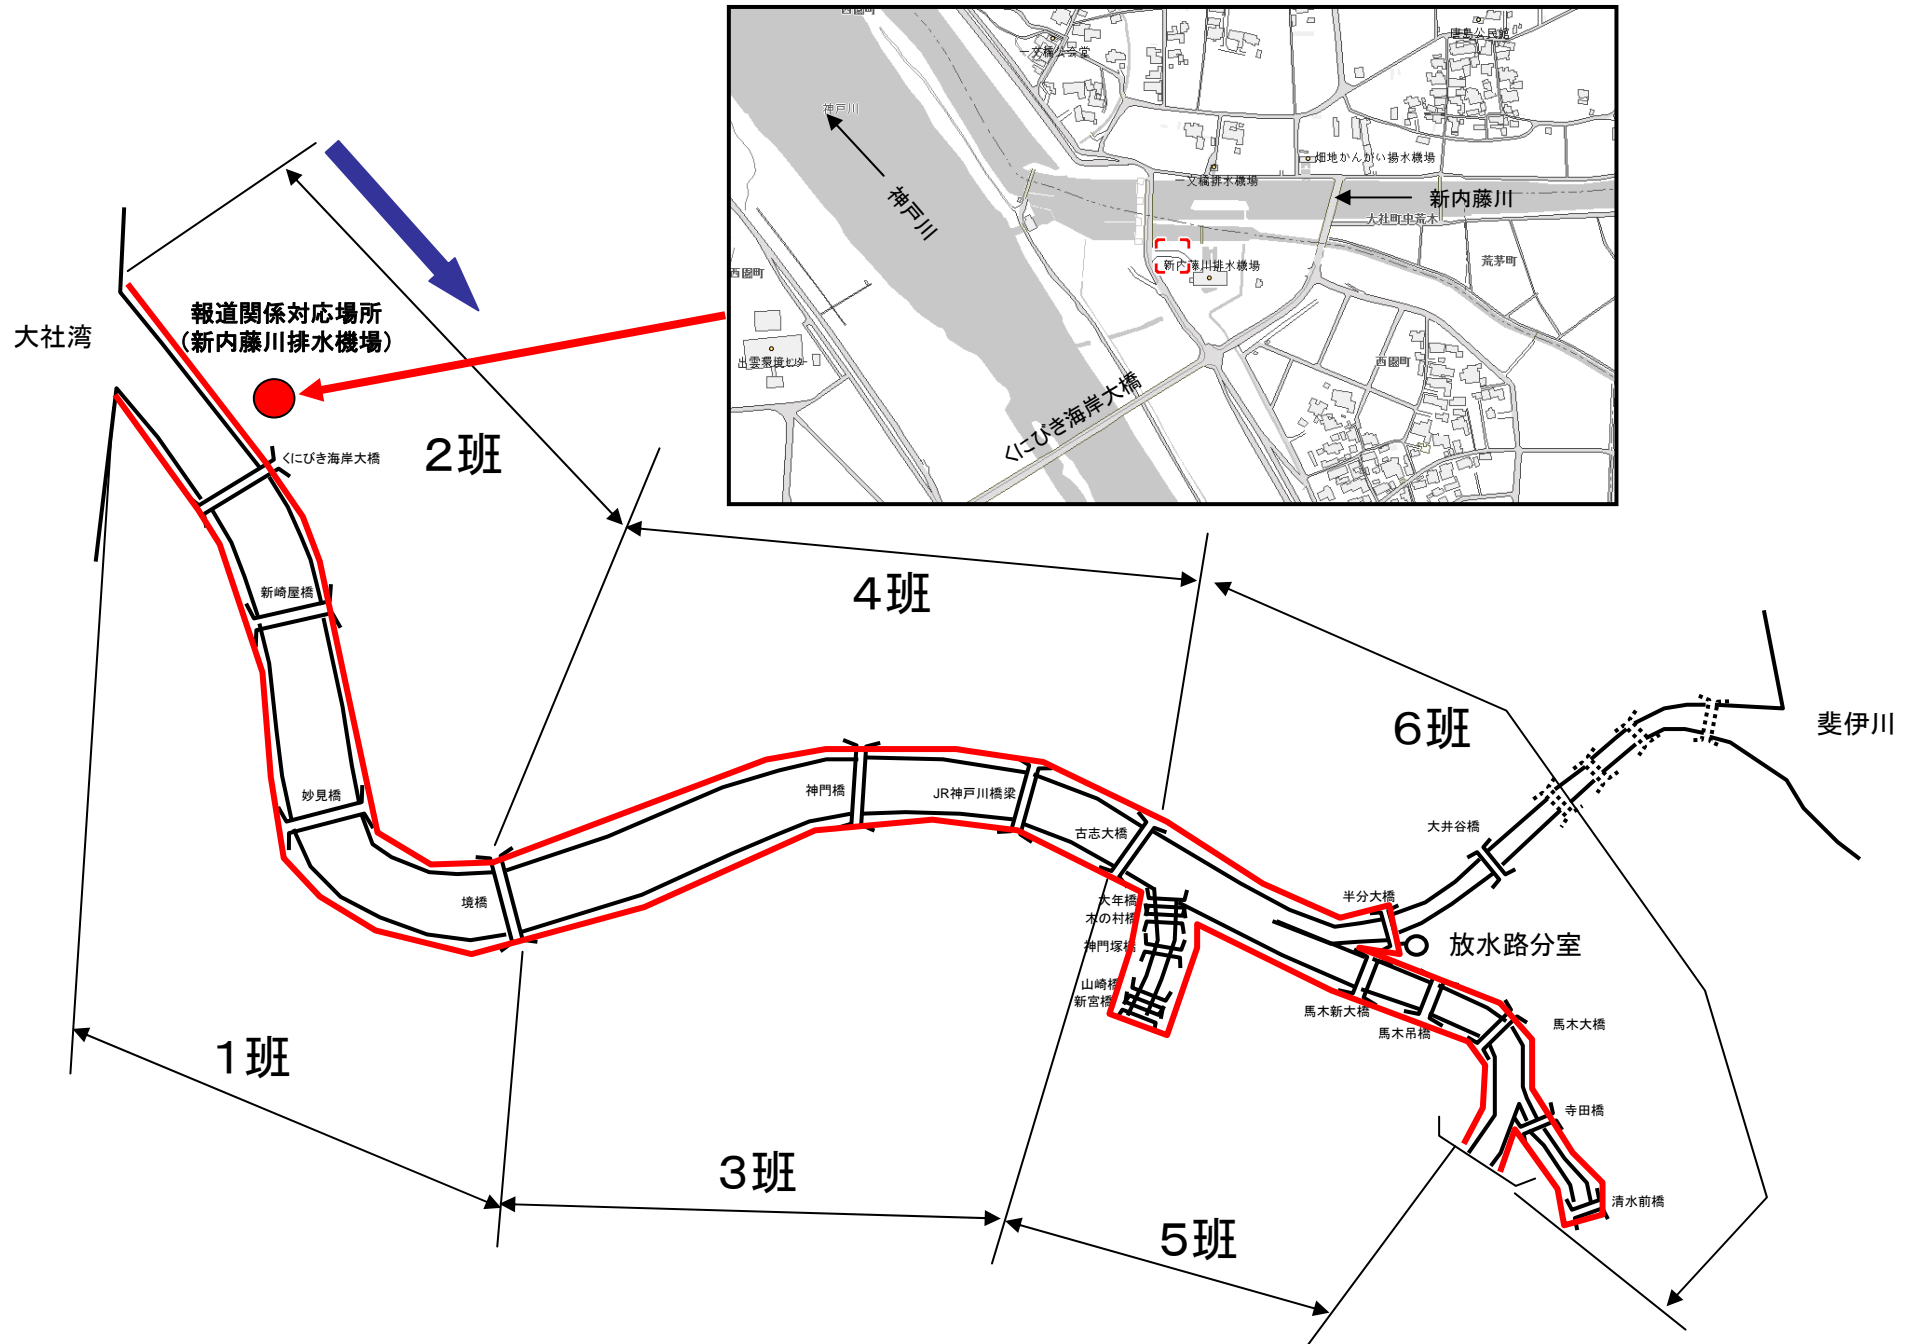 西園町
一文橋公会堂
唐島公民館
神戸川
畑地かんがい揚水機場
一文橋排水機場
神戸川
新内藤川
大社町中荒木
荒茅町
新内藤川排水機場
西園町
出雲環境センター
西園町
くにびき海岸大橋
報道関係対応場所
（新内藤川排水機場）
大社湾
くにびき海岸大橋
2班
新崎屋橋
4班
6班
斐伊川
妙見橋
神門橋
JR神戸川橋梁
古志大橋
大井谷橋
境橋
大年橋
木の村橋
半分大橋
放水路分室
神門塚橋
山崎橋
新宮橋
馬木新大橋
馬木吊橋
馬木大橋
1班
寺田橋
3班
清水前橋
5班